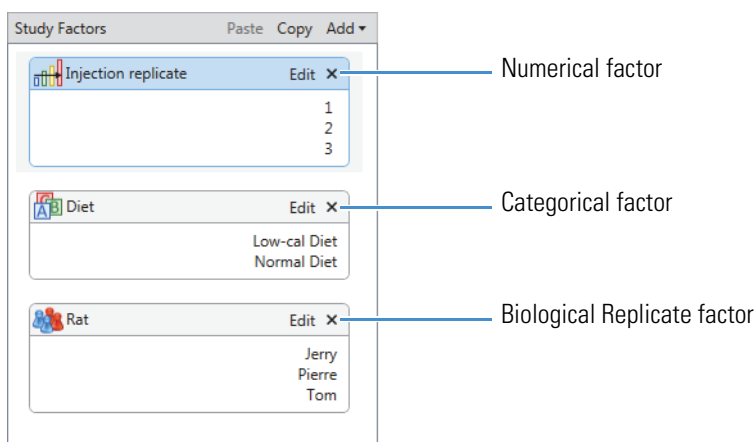 Study Factors Paste Copy Add
Injection replicate Edit ×
Numerical factor
1
2
3
Diet Edit ×
Categorical factor
Low-cal Diet
Normal Diet
Rat Edit ×
Biological Replicate factor
Jerry
Pierre
Tom